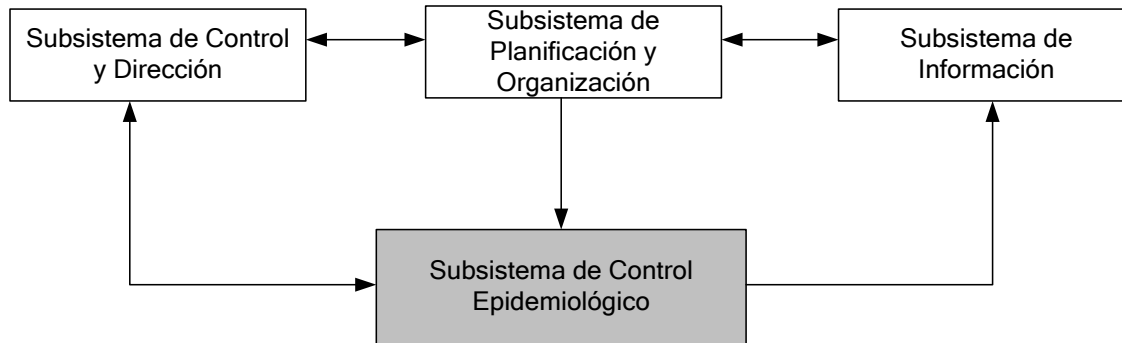 Subsistema de Control
y Dirección
Subsistema de
Planificación y
Organización
Subsistema de
Información
Subsistema de Control
Epidemiológico